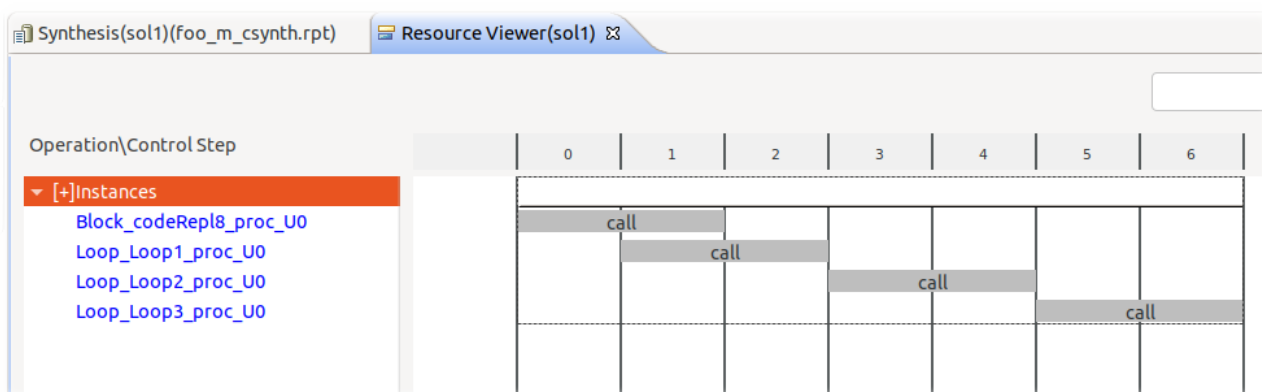 Synthesis(sol1)(foo_m_csynth.rpt) Resource Viewer(sol1)
Operation\Control Step 0 1 2 3 4 5 6
[+]Instances
Block_codeRepl8_proc_U0 call
Loop_Loop1_proc_U0 call
Loop_Loop2_proc_U0 call
Loop_Loop3_proc_U0 call